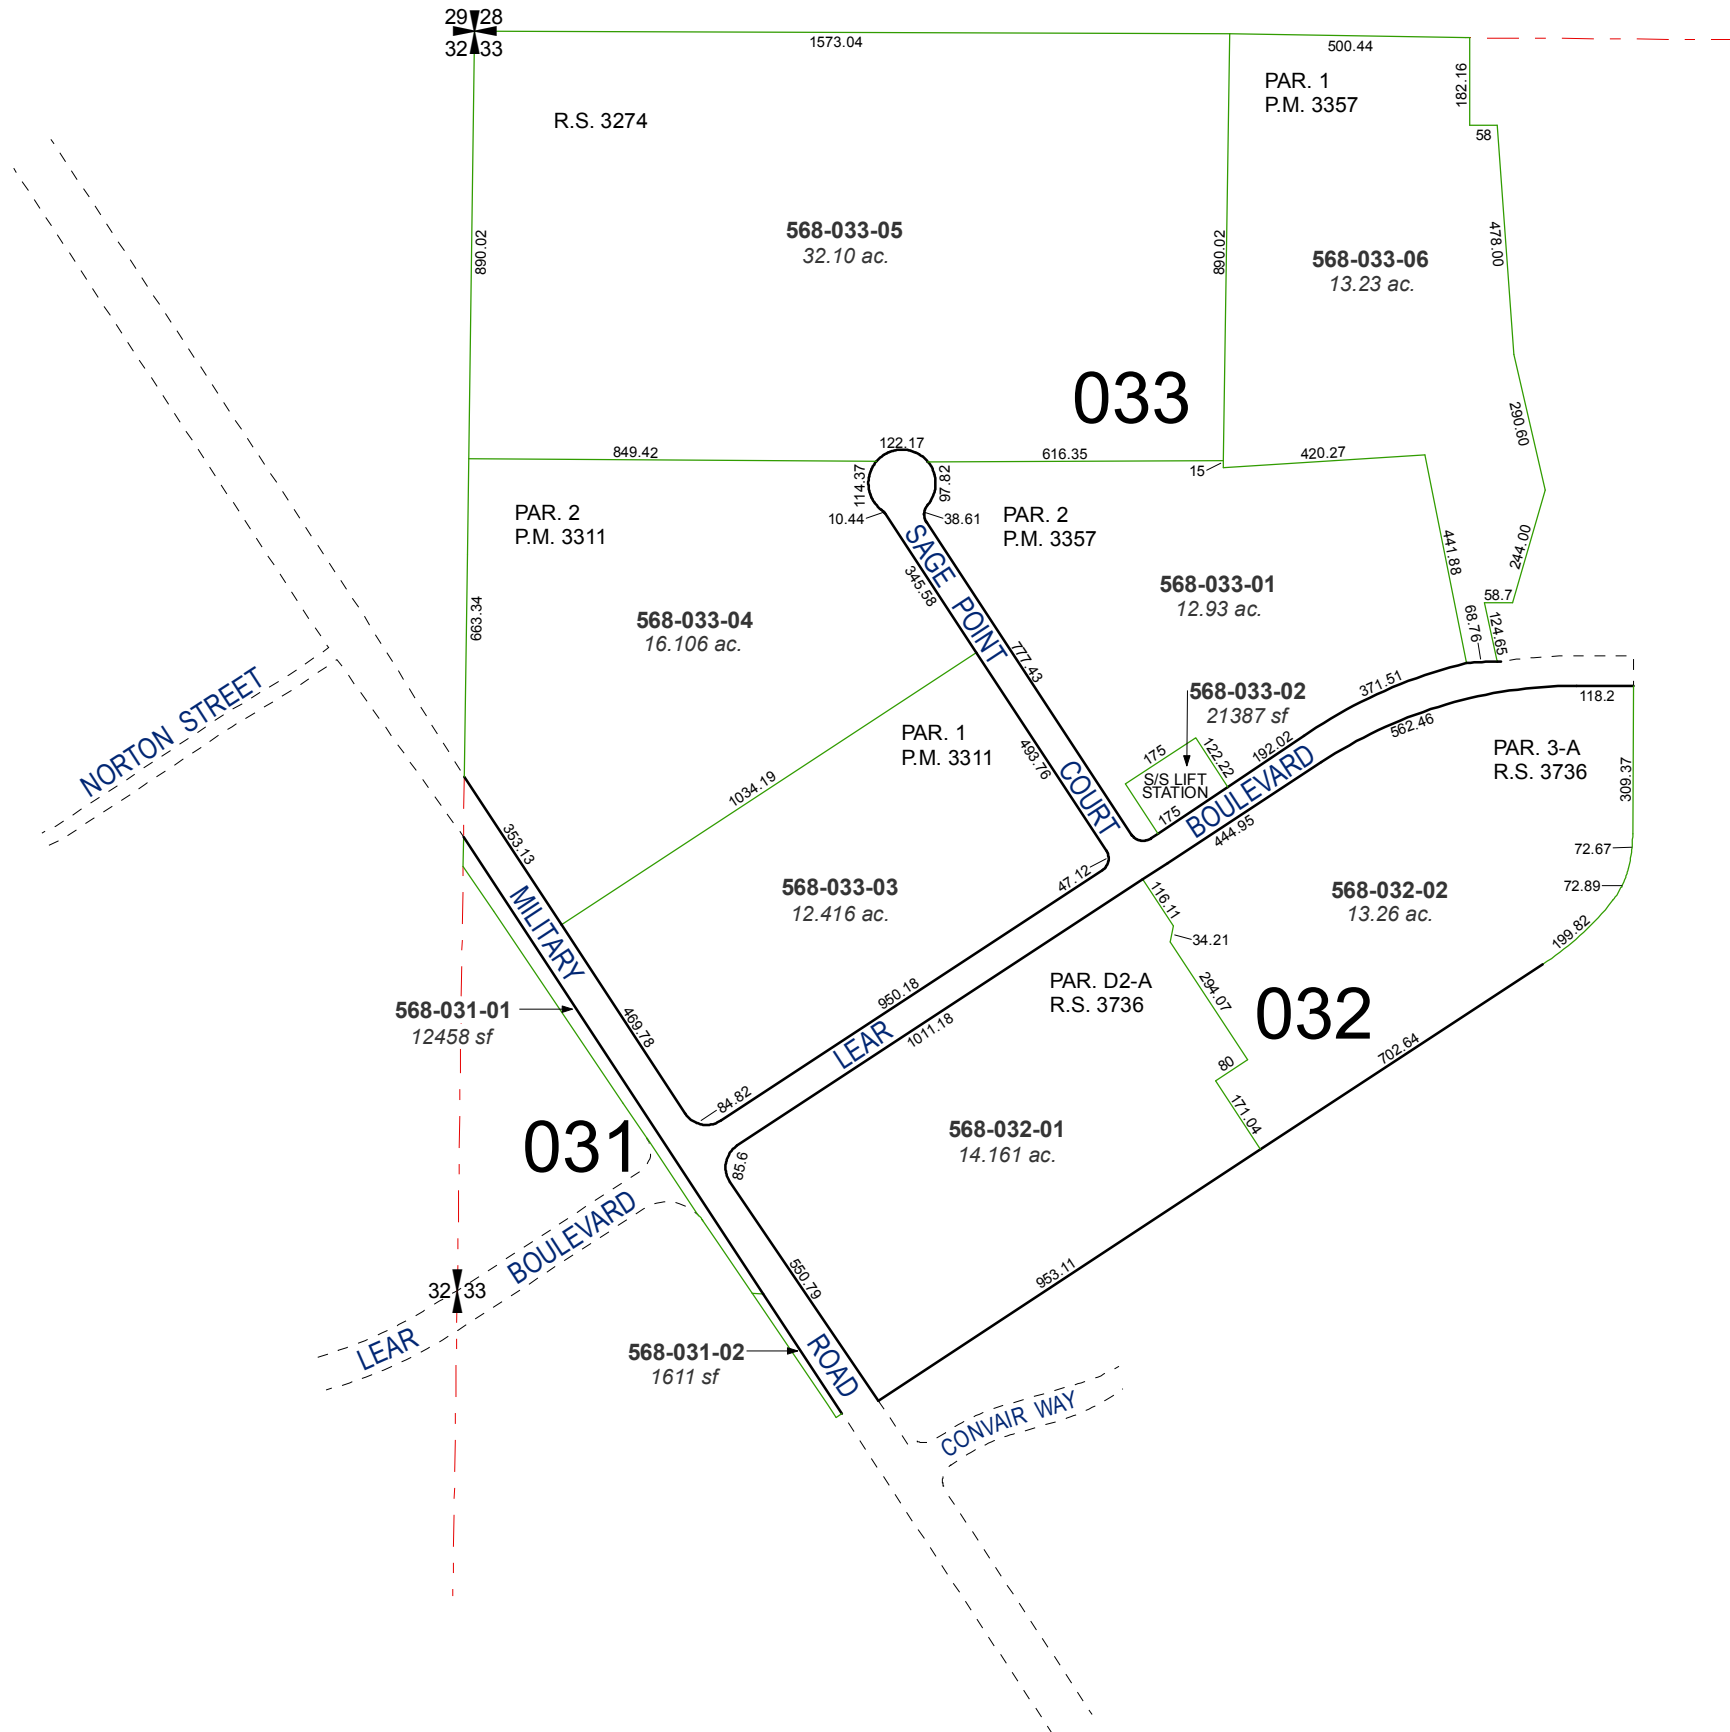 29 28
32 33
1573.04
500.44
PAR. 1
P.M. 3357
182.16
58
R.S. 3274
890.02
568-033-05
32.10 ac.
890.02
568-033-06
13.23 ac.
478.00
033
290.60
849.42
122.17
616.35
15
420.27
114.37
97.82
10.44
38.61
PAR. 2
P.M. 3311
PAR. 2
P.M. 3357
SAGE POINT COURT
345.58
441.88
244.00
568-033-01
12.93 ac.
58.7
68.76
124.65
663.34
568-033-04
16.106 ac.
777.43
NORTON STREET
568-033-02
21387 sf
371.51
118.2
562.46
PAR. 1
P.M. 3311
493.76
175
122.22
192.02
S/S LIFT
STATION
175
BOULEVARD
444.95
PAR. 3-A
R.S. 3736
309.37
1034.19
353.13
72.67
47.12
568-033-03
12.416 ac.
116.11
568-032-02
13.26 ac.
72.89
MILITARY
34.21
199.82
950.18
PAR. D2-A
R.S. 3736
294.07
032
568-031-01
12458 sf
469.78
LEAR
1011.18
702.64
80
84.82
171.04
031
568-032-01
14.161 ac.
85.6
BOULEVARD
550.79
953.11
32 33
LEAR
568-031-02
1611 sf
ROAD
CONVAIR WAY